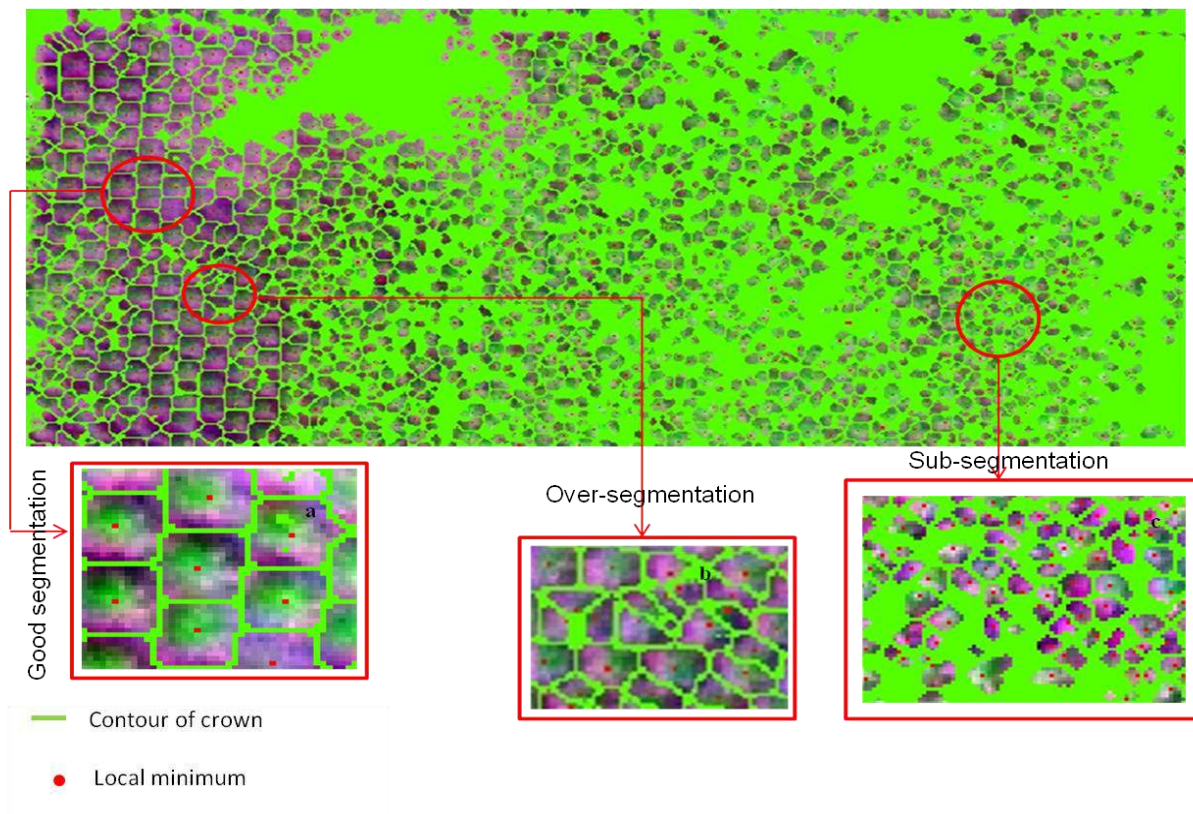 Sub-segmentation
Over-segmentation
Good segmentation
a
b
c
Contour of crown
Local minimum